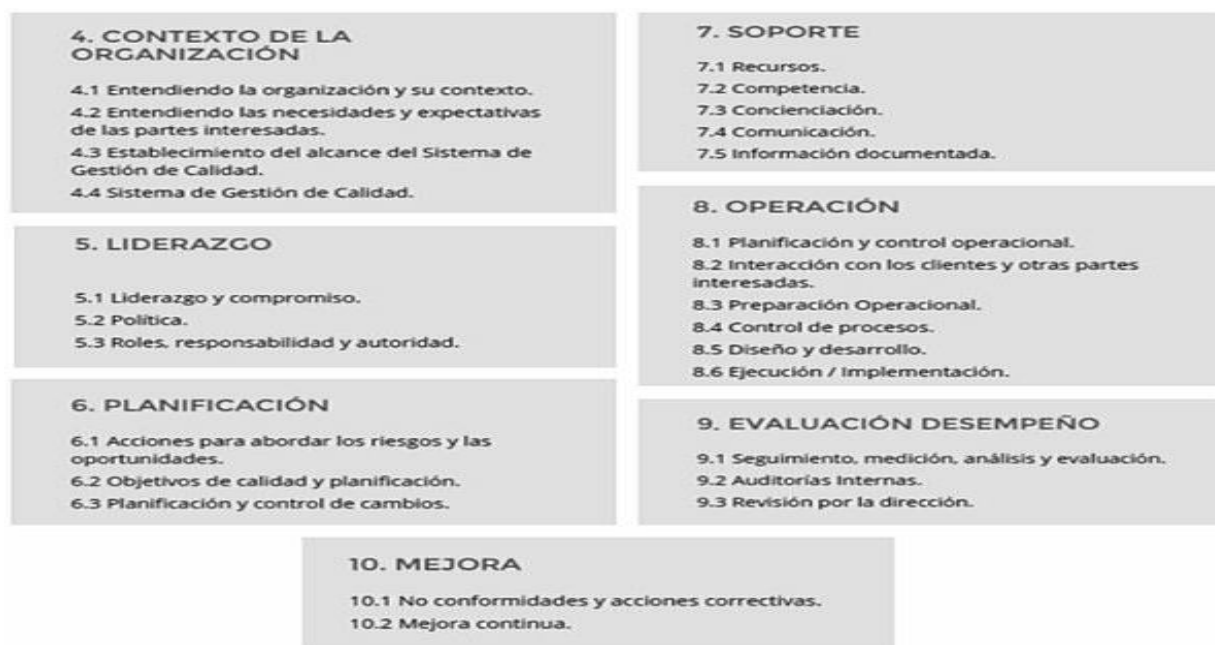 4. CONTEXTO DE LA
ORGANIZACIÓN
4.1 Entendiendo la organización y su contexto.
4.2 Entendiendo las necesidades y expectativas
de las partes interesadas.
4.3 Establecimiento del alcance del Sistema de
Gestión de Calidad.
4.4 Sistema de Gestión de Calidad.
5. LIDERAZGO
5.1 Liderazgo y compromiso.
5.2 Política.
5.3 Roles, responsabilidad y autoridad.
6. PLANIFICACIÓN
6.1 Acciones para abordar los riesgos y las
oportunidades.
6.2 Objetivos de calidad y planificación.
6.3 Planificación y control de cambios.
7. SOPORTE
7.1 Recursos.
7.2 Competencia.
7.3 Concienciación.
7.4 Comunicación.
7.5 Información documentada.
8. OPERACIÓN
8.1 Planificación y control operacional.
8.2 Interacción con los clientes y otras partes
interesadas.
8.3 Preparación Operacional.
8.4 Control de procesos.
8.5 Diseño y desarrollo.
8.6 Ejecución / Implementación.
9. EVALUACIÓN DESEMPEÑO
9.1 Seguimiento, medición, análisis y evaluación.
9.2 Auditorías Internas.
9.3 Revisión por la dirección.
10. MEJORA
10.1 No conformidades y acciones correctivas.
10.2 Mejora continua.